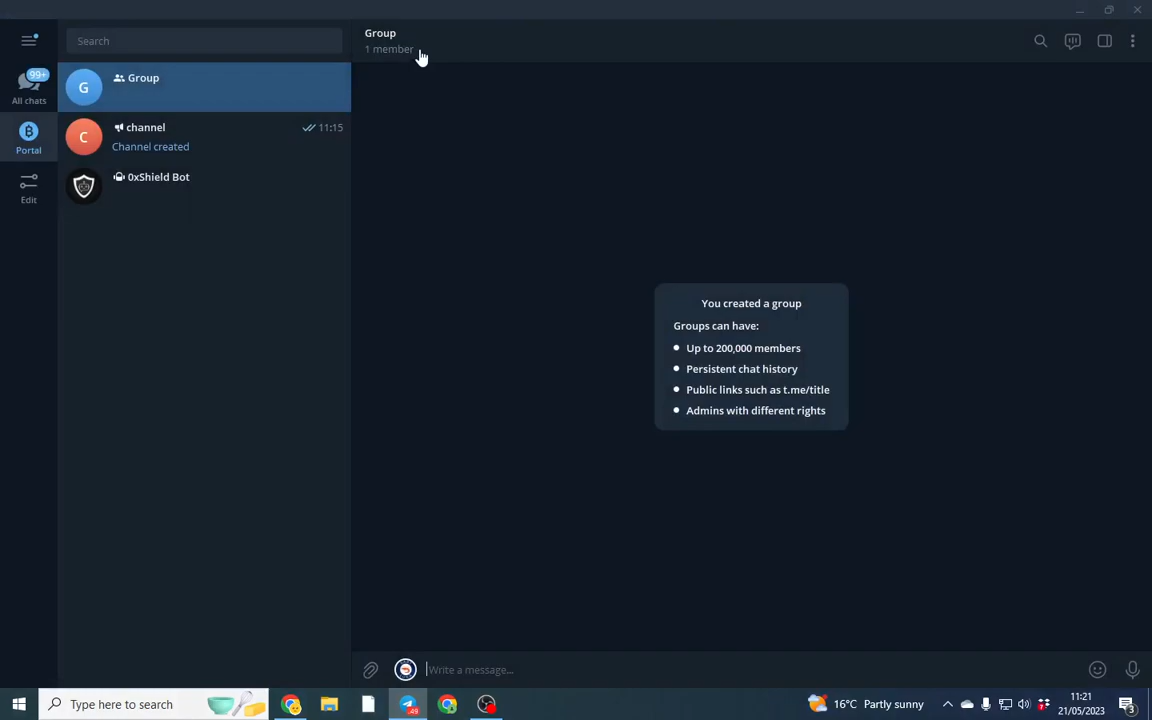 Search
Group
1 member
99+
All chats
Portal
Edit
G
Group
C
channel
11:15
Channel created
0xShield Bot
You created a group
Groups can have:
Up to 200,000 members
Persistent chat history
Public links such as t.me/title
Admins with different rights
Write a message...
Type here to search
16°C Partly sunny
11:21
21/05/2023
3